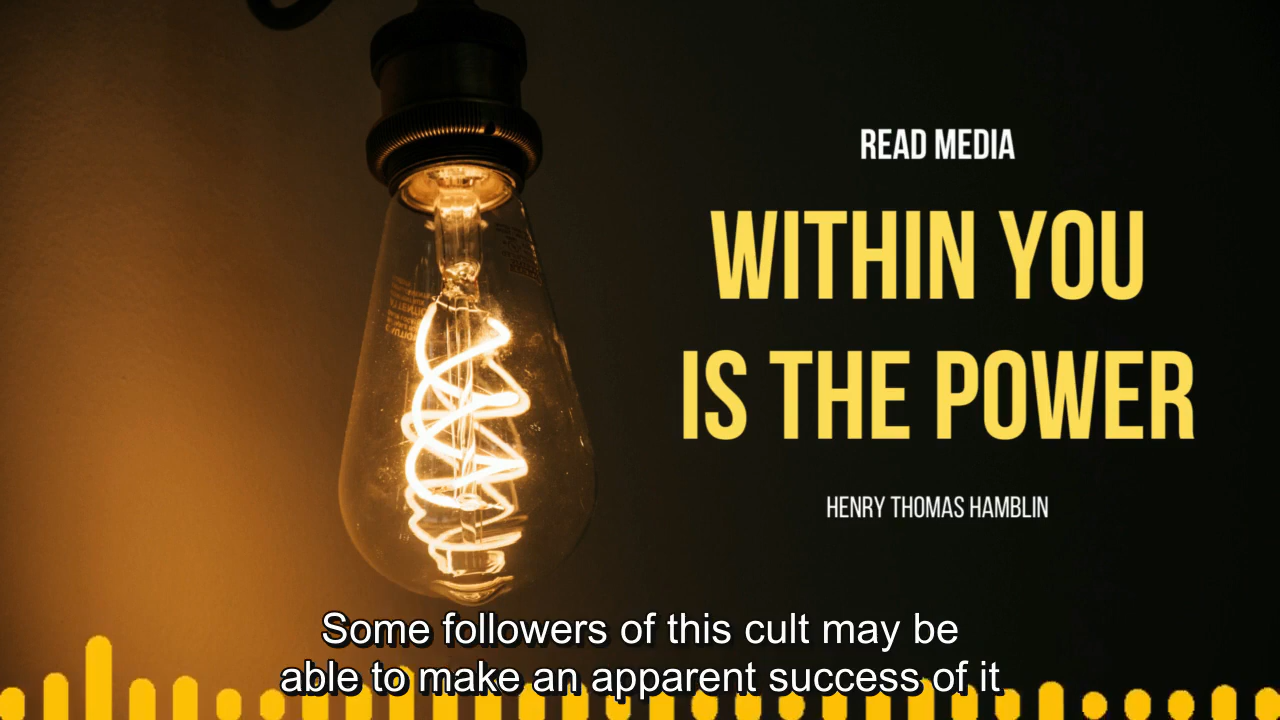 READ MEDIA
WITHIN YOU
IS THE POWER
HENRY THOMAS HAMBLIN
Some followers of this cult may be
able to make an apparent success of it